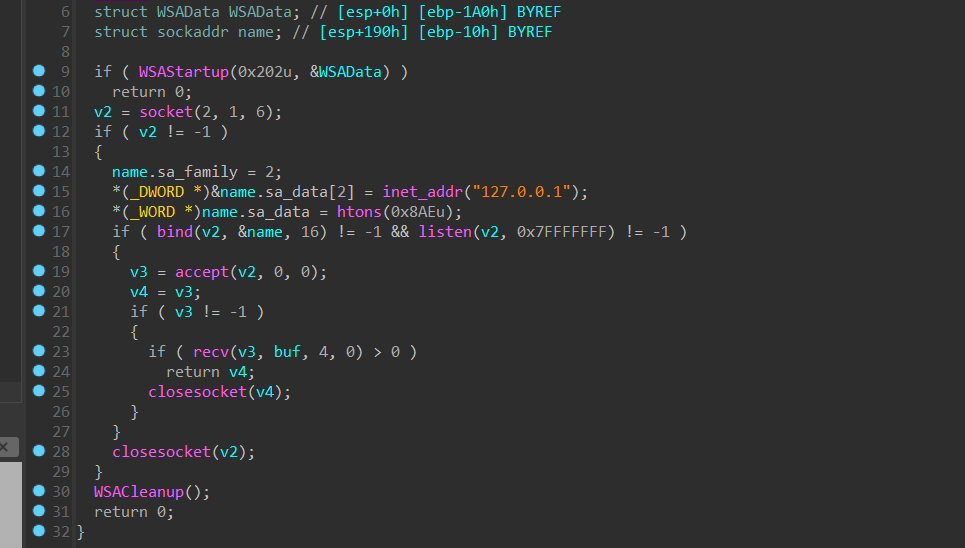 6 struct WSAData WSAData; // [esp+0h] [ebp-1A0h] BYREF
7 struct sockaddr name; // [esp+190h] [ebp-10h] BYREF
8
9 if ( WSAStartup(0x202u, &WSAData) )
10 return 0;
11 v2 = socket(2, 1, 6);
12 if ( v2 != -1 )
13 {
14 name.sa_family = 2;
15 *(_DWORD *)&name.sa_data[2] = inet_addr("127.0.0.1");
16 *(_WORD *)name.sa_data = htons(0x8AEu);
17 if ( bind(v2, &name, 16) != -1 && listen(v2, 0x7FFFFFFF) != -1 )
18 {
19 v3 = accept(v2, 0, 0);
20 v4 = v3;
21 if ( v3 != -1 )
22 {
23 if ( recv(v3, buf, 4, 0) > 0 )
24 return v4;
25 closesocket(v4);
26 }
27 }
28 closesocket(v2);
29 }
30 WSACleanup();
31 return 0;
32 }